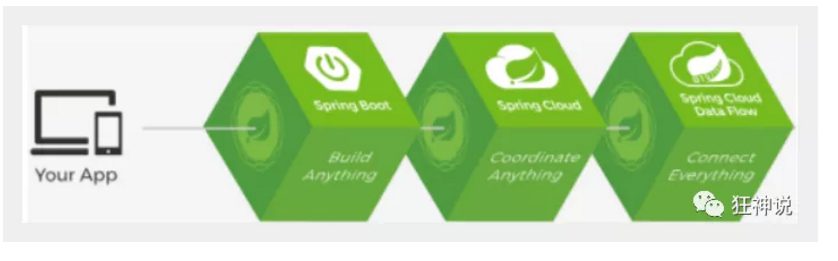 Your App
Spring Boot
Build
Anything
Spring Cloud
Coordinate
Anything
Spring Cloud
Data Flow
Connect
Everything
狂神说